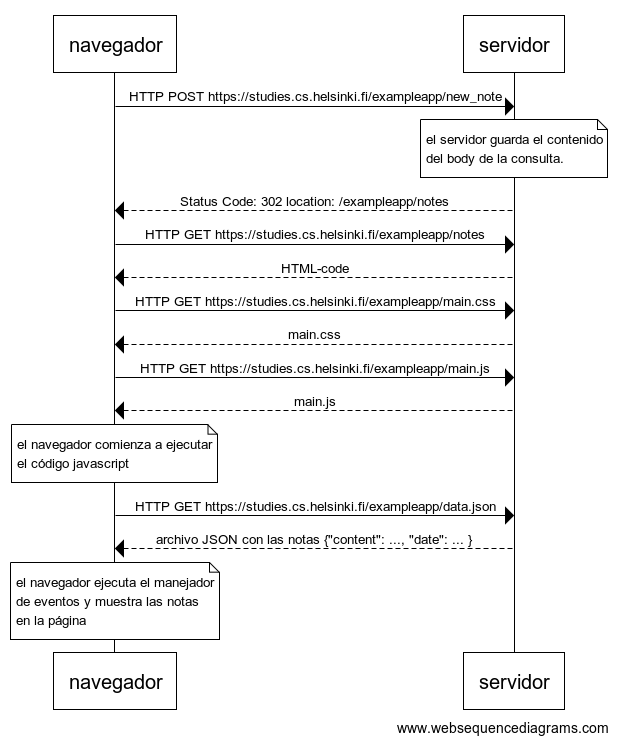 navegador
servidor
HTTP POST https://studies.cs.helsinki.fi/exampleapp/new_note
el servidor guarda el contenido
del body de la consulta.
Status Code: 302 location: /exampleapp/notes
HTTP GET https://studies.cs.helsinki.fi/exampleapp/notes
HTML-code
HTTP GET https://studies.cs.helsinki.fi/exampleapp/main.css
main.css
HTTP GET https://studies.cs.helsinki.fi/exampleapp/main.js
main.js
el navegador comienza a ejecutar
el código javascript
HTTP GET https://studies.cs.helsinki.fi/exampleapp/data.json
archivo JSON con las notas {"content": ..., "date": ... }
el navegador ejecuta el manejador
de eventos y muestra las notas
en la página
navegador
servidor
www.websequencediagrams.com